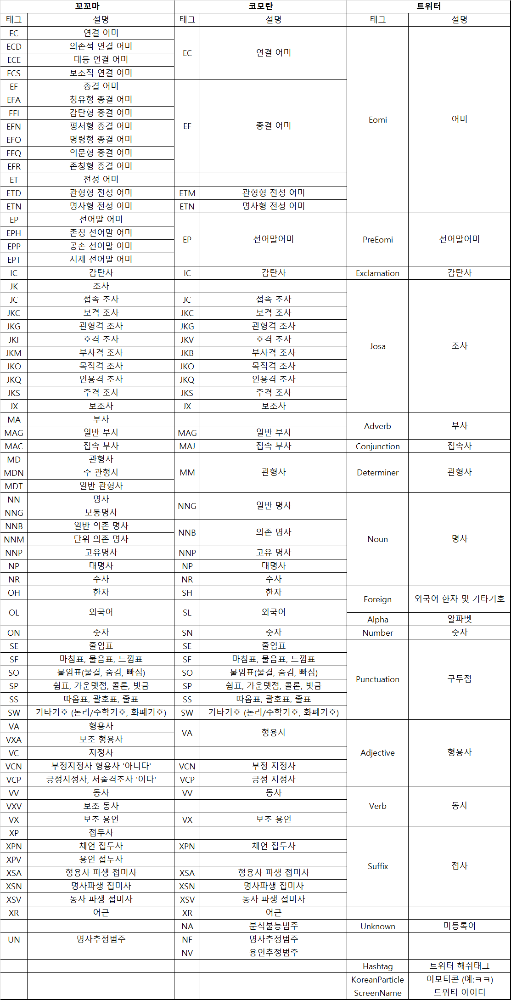 꼬꼬마 코모란 트위터
태그 설명 태그 설명 태그 설명
EC 연결 어미 EC 연결 어미 Eomi 어미
ECD 의존적 연결 어미
ECE 대등 연결 어미
ECS 보조적 연결 어미
EF 종결 어미 EF 종결 어미
EFA 청유형 종결 어미
EFI 감탄형 종결 어미
EFN 평서형 종결 어미
EFO 명령형 종결 어미
EFQ 의문형 종결 어미
EFR 존칭형 종결 어미
ET 전성 어미
ETD 관형형 전성 어미 ETM 관형형 전성 어미
ETN 명사형 전성 어미 ETN 명사형 전성 어미
EP 선어말 어미 EP 선어말어미 PreEomi 선어말어미
EPH 존칭 선어말 어미
EPP 공손 선어말 어미
EPT 시제 선어말 어미
IC 감탄사 IC 감탄사 Exclamation 감탄사
JK 조사 Josa 조사
JC 접속 조사 JC 접속 조사
JKC 보격 조사 JKC 보격 조사
JKG 관형격 조사 JKG 관형격 조사
JKI 호격 조사 JKV 호격 조사
JKM 부사격 조사 JKB 부사격 조사
JKO 목적격 조사 JKO 목적격 조사
JKQ 인용격 조사 JKQ 인용격 조사
JKS 주격 조사 JKS 주격 조사
JX 보조사 JX 보조사
MA 부사 Adverb 부사
MAG 일반 부사 MAG 일반 부사
MAC 접속 부사 MAJ 접속 부사 Conjunction 접속사
MD 관형사 MM 관형사 Determiner 관형사
MDN 수 관형사
MDT 일반 관형사
NN 명사 NNG 일반 명사 Noun 명사
NNG 보통명사
NNB 일반 의존 명사 NNB 의존 명사
NNM 단위 의존 명사
NNP 고유명사 NNP 고유 명사
NP 대명사 NP 대명사
NR 수사 NR 수사
OH 한자 SH 한자 Foreign 외국어 한자 및 기타기호
OL 외국어 SL 외국어
Alpha 알파벳
ON 숫자 SN 숫자 Number 숫자
SE 줄임표 SE 줄임표 Punctuation 구두점
SF 마침표, 물음표, 느낌표 SF 마침표, 물음표, 느낌표
SO 붙임표(물결, 숨김, 빠짐) SO 붙임표(물결, 숨김, 빠짐)
SP 쉼표, 가운뎃점, 콜론, 빗금 SP 쉼표, 가운뎃점, 콜론, 빗금
SS 따옴표, 괄호표, 줄표 SS 따옴표, 괄호표, 줄표
SW 기타기호 (논리/수학기호, 화폐기호) SW 기타기호 (논리/수학기호, 화폐기호)
VA 형용사 VA 형용사 Adjective 형용사
VXA 보조 형용사
VC 지정사
VCN 부정지정사 형용사 '아니다' VCN 부정 지정사
VCP 긍정지정사, 서술격조사 '이다' VCP 긍정 지정사
VV 동사 VV 동사 Verb 동사
VXV 보조 동사
VX 보조 용언 VX 보조 용언
XP 접두사 Suffix 접사
XPN 체언 접두사 XPN 체언 접두사
XPV 용언 접두사
XSA 형용사 파생 접미사 XSA 형용사 파생 접미사
XSN 명사파생 접미사 XSN 명사파생 접미사
XSV 동사 파생 접미사 XSV 동사 파생 접미사
XR 어근 XR 어근
NA 분석불능범주 Unknown 미등록어
UN 명사추정범주 NF 명사추정범주
NV 용언추정범주
Hashtag 트위터 해쉬태그
KoreanParticle 이모티콘 (예:ㅋㅋ)
ScreenName 트위터 아이디